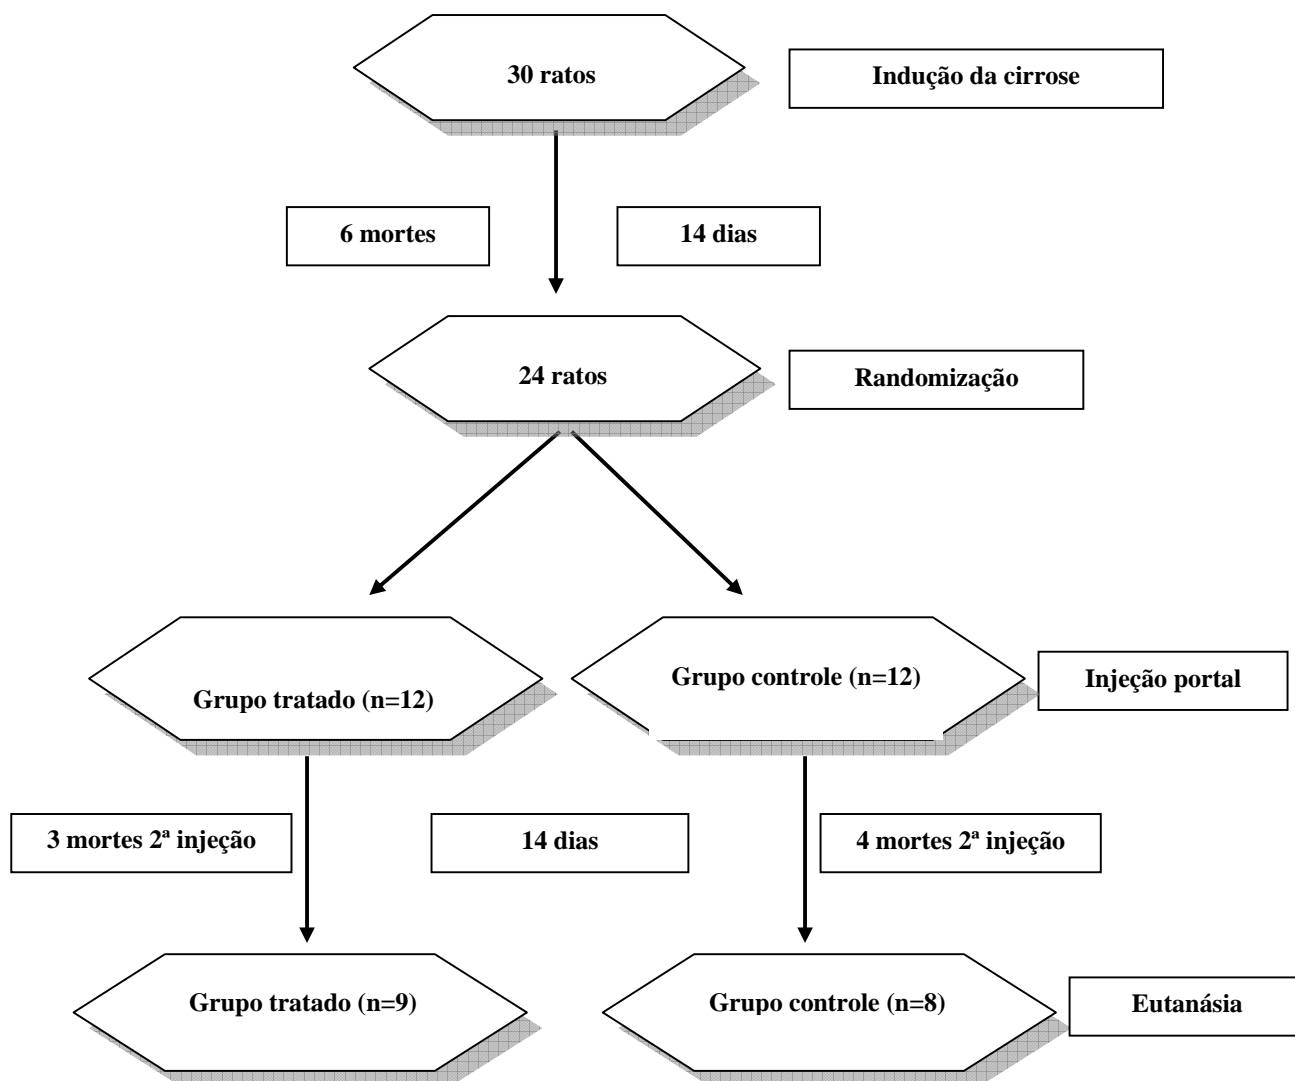 30 ratos
Indução da cirrose
6 mortes
14 dias
24 ratos
Randomização
Grupo tratado (n=12)
Grupo controle (n=12)
Injeção portal
3 mortes 2ª injeção
14 dias
4 mortes 2ª injeção
Grupo tratado (n=9)
Grupo controle (n=8)
Eutanásia